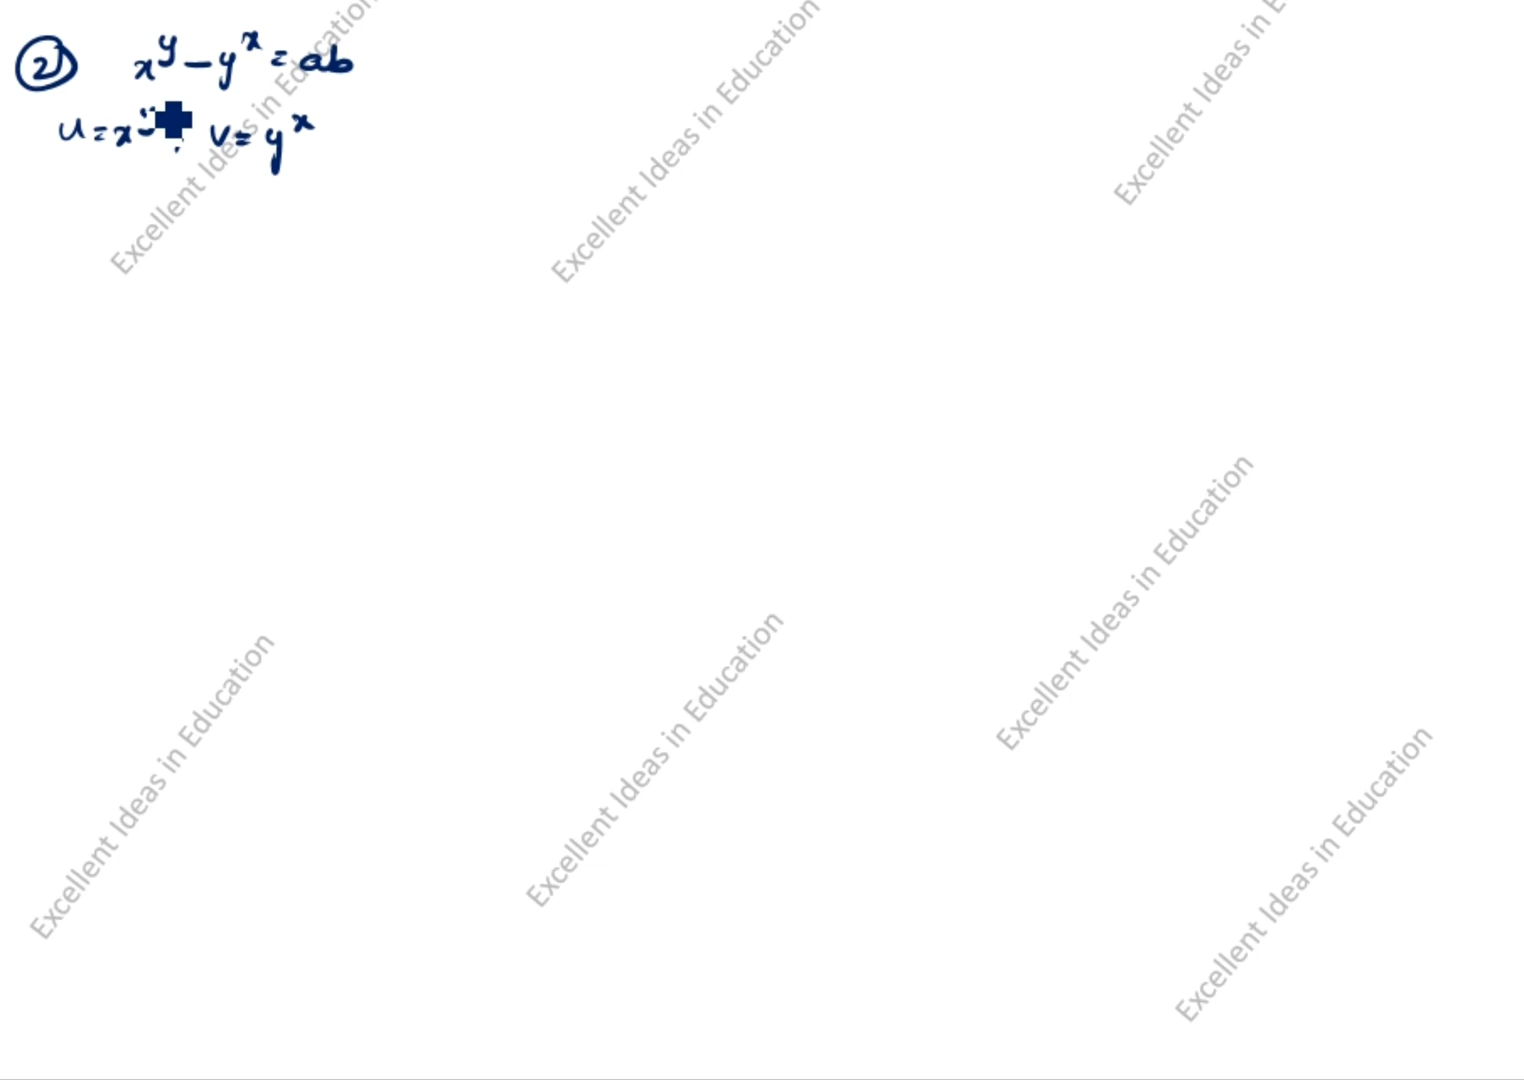 ② x^y - y^x = ab
u = x^y, v = y^x
Excellent Ideas in Education
Excellent Ideas in Education
Excellent Ideas in E
Excellent Ideas in Education
Excellent Ideas in Education
Excellent Ideas in Education
Excellent Ideas in Education